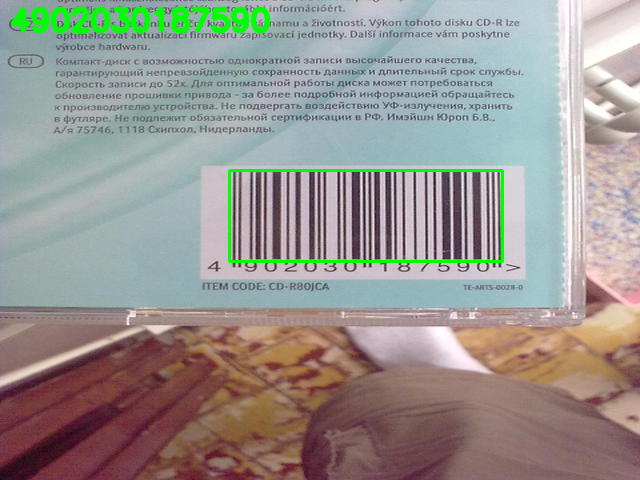 4902030187590
záznamu a životnosti. Výkon tohoto disku CD-R lze
optimalizovat aktualizací firmwaru zapisovací jednotky. Další informace vám poskytne
výrobce hardwaru.
RU
Компакт-диск с возможностью однократной записи высочайшего качества,
гарантирующий непревзойденную сохранность данных и длительный срок службы.
Скорость записи до 52x. Для оптимальной работы диска может потребоваться
обновление прошивки привода – за более подробной информацией обращайтесь
к производителю устройства. Не подвергать воздействию УФ-излучения, хранить
в футляре. Не подлежит обязательной сертификации в РФ. Имэйшн Юроп Б.В.,
А/я 75746, 1118 Схипхол, Нидерланды.
4 902030 187590 >
ITEM CODE: CD-R80JCA
TE-ARTS-0028-0